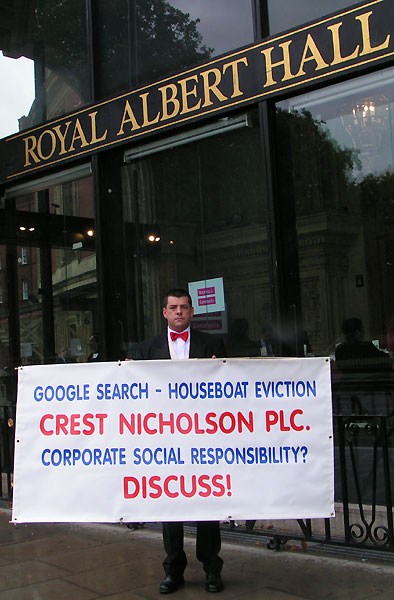 ROYAL ALBERT HALL
GOOGLE SEARCH - HOUSEBOAT EVICTION
CREST NICHOLSON PLC.
CORPORATE SOCIAL RESPONSIBILITY?
DISCUSS!